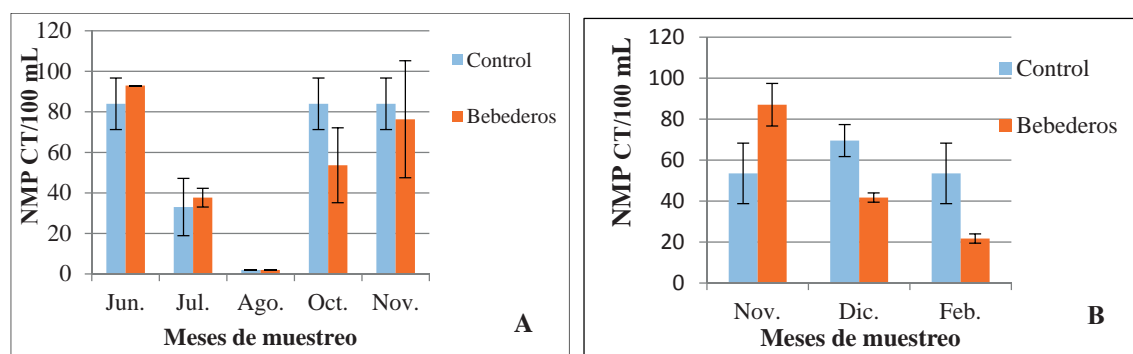 120
100
80
60
40
20
0
NMP CT/100 mL
Control
Bebederos
Jun. Jul. Ago. Oct. Nov.
Meses de muestreo
A
120
100
80
60
40
20
0
NMP CT/100 mL
Control
Bebederos
Nov. Dic. Feb.
Meses de muestreo
B